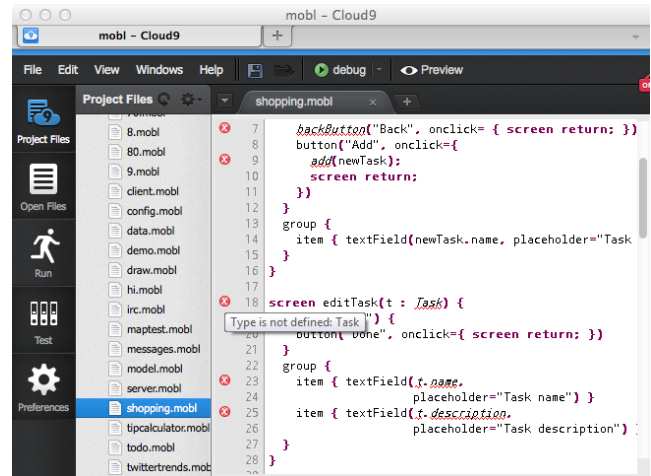 mobl – Cloud9
mobl – Cloud9
File Edit View Windows Help debug Preview
Project Files
shopping.mobl
Project Files
Open Files
Run
Test
Preferences
8.mobl
80.mobl
9.mobl
client.mobl
config.mobl
data.mobl
demo.mobl
draw.mobl
hi.mobl
irc.mobl
maptest.mobl
messages.mobl
model.mobl
server.mobl
shopping.mobl
tipcalculator.mobl
todo.mobl
twittertrends.mob
7 backButton("Back", onclick= { screen return; })
8 button("Add", onclick={
9 add(newTask);
10 screen return;
11 })
12 }
13 group {
14 item { textField(newTask.name, placeholder="Task
15 }
16 }
17
18 screen editTask(t : Task) {
Type is not defined: Task ") {
20 button("Done", onclick={ screen return; })
21 }
22 group {
23 item { textField(t.name,
24 placeholder="Task name") }
25 item { textField(t.description,
26 placeholder="Task description") }
27 }
28 }